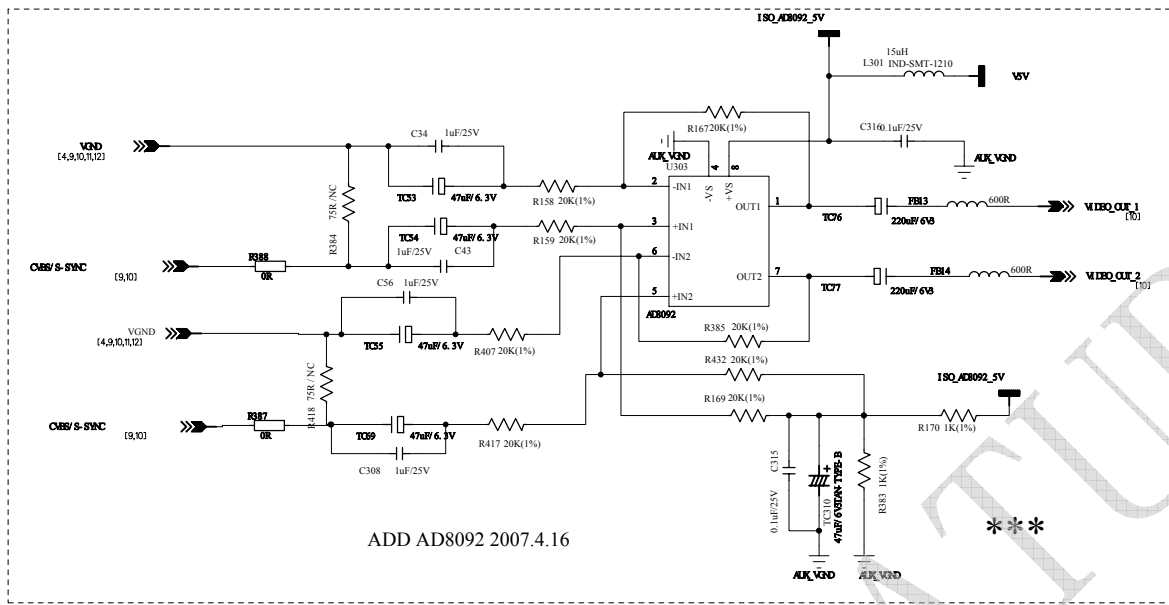 ISO_AD8092_5V
15uH
L301 IND-SMT-1210
V5V
R167 20K(1%)
C316 0.1uF/25V
AUX_VGND
AUX_VGND
U303
4
8
-VS
+VS
VGND
[4,9,10,11,12]
C34
1uF/25V
TC53
47uF/6.3V
R158 20K(1%)
2
-IN1
OUT1
1
TC76
220uF/6V3
FB13
600R
VIDEO_OUT_1
[10]
R384
75R/NC
TC54
47uF/6.3V
1uF/25V
C43
R159 20K(1%)
3
+IN1
6
-IN2
OUT2
7
TC77
220uF/6V3
FB14
600R
VIDEO_OUT_2
[10]
CVBS/S-SYNC
[9,10]
R388
0R
5
+IN2
AD8092
C56
1uF/25V
VGND
[4,9,10,11,12]
TC55
47uF/6.3V
R407 20K(1%)
R385 20K(1%)
R432 20K(1%)
R418
75R/NC
ISO_AD8092_5V
R169 20K(1%)
R170 1K(1%)
CVBS/S-SYNC
[9,10]
R387
0R
TC69
47uF/6.3V
R417 20K(1%)
C308
1uF/25V
C315
0.1uF/25V
+
TC310
47uF/6V3TAN-TYPE-B
R383 1K(1%)
AUX_VGND
AUX_VGND
***
ADD AD8092 2007.4.16